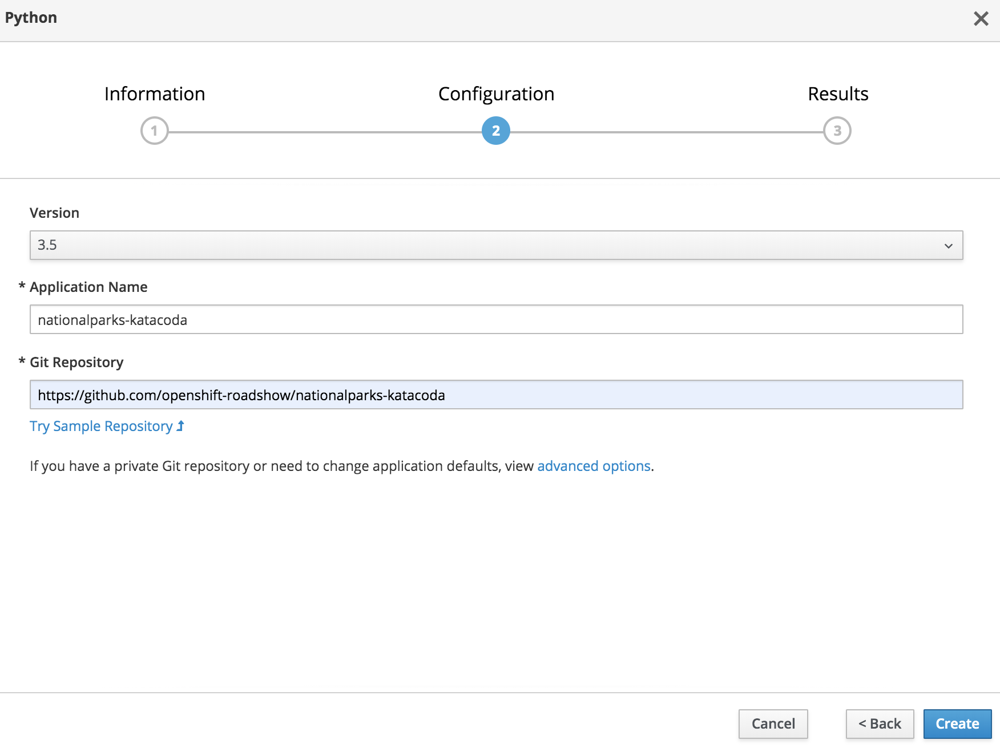 Python
Information
Configuration
Results
1
2
3
Version
3.5
* Application Name
nationalparks-katacoda
* Git Repository
https://github.com/openshift-roadshow/nationalparks-katacoda
Try Sample Repository
If you have a private Git repository or need to change application defaults, view advanced options.
Cancel
< Back
Create